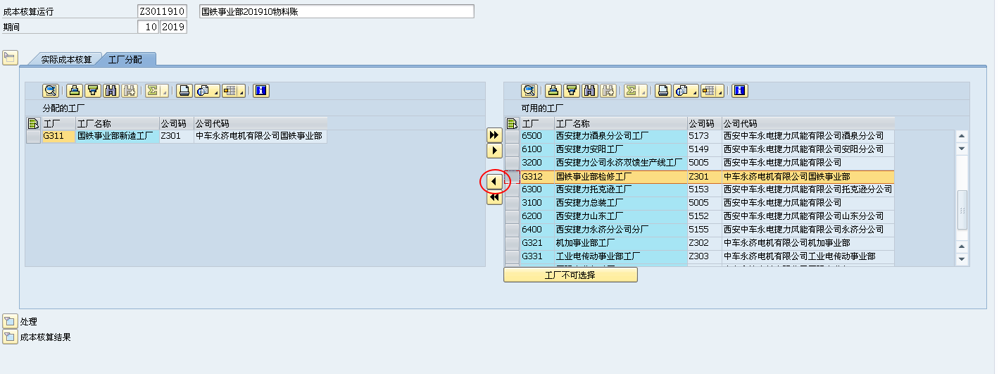 成本核算运行 Z3011910 国铁事业部201910物料账
期间 10 2019
实际成本核算 工厂分配
分配的工厂
工厂 工厂名称 公司码 公司代码
G311 国铁事业部新造工厂 Z301 中车永济电机有限公司国铁事业部
可用的工厂
工厂 工厂名称 公司码 公司代码
6500 西安捷力酒泉分公司工厂 5173 西安中车永电捷力风能有限公司酒泉分公司
6100 西安捷力安阳工厂 5149 西安中车永电捷力风能有限公司安阳分公司
3200 西安捷力公司永济双馈生产线工厂 5005 西安中车永电捷力风能有限公司
G312 国铁事业部检修工厂 Z301 中车永济电机有限公司国铁事业部
6300 西安捷力托克逊工厂 5153 西安中车永电捷力风能有限公司托克逊分公司
3100 西安捷力总装工厂 5005 西安中车永电捷力风能有限公司
6200 西安捷力山东工厂 5152 西安中车永电捷力风能有限公司山东分公司
6400 西安捷力永济分公司分厂 5155 西安中车永电捷力风能有限公司永济分公司
G321 机加事业部工厂 Z302 中车永济电机有限公司机加事业部
G331 工业电传动事业部工厂 Z303 中车永济电机有限公司工业电传动事业部
工厂不可选择
处理
成本核算结果